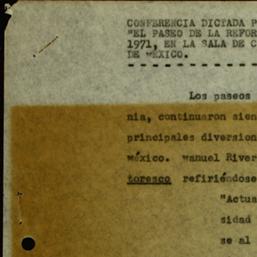 CONFERENCIA DICTADA P
"EL PASEO DE LA REFOR
1971, EN LA SALA DE C
DE MEXICO.
Los paseos
nia, continuaron sien
principales diversion
méxico. manuel River
toresco refiriéndose
"Actua
sidad
se al